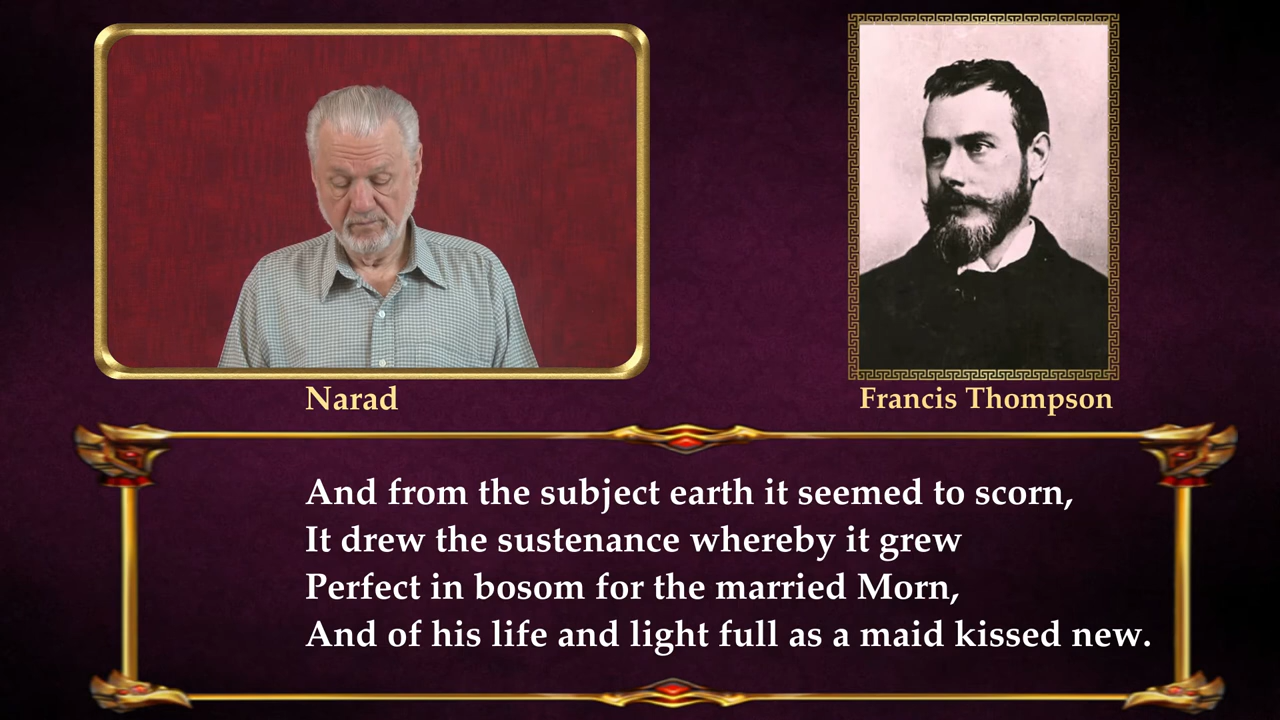 Narad
Francis Thompson
And from the subject earth it seemed to scorn,
It drew the sustenance whereby it grew
Perfect in bosom for the married Morn,
And of his life and light full as a maid kissed new.